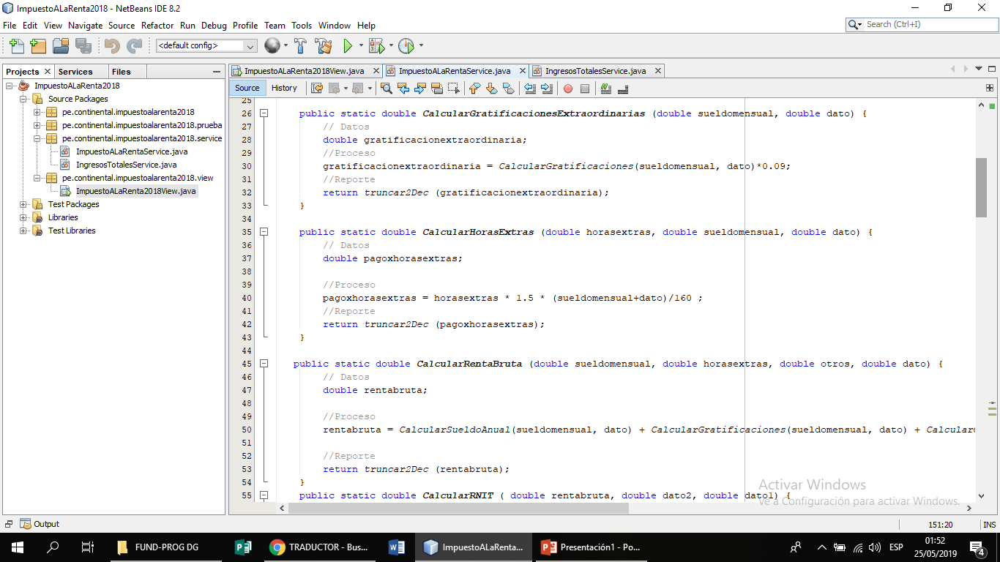 ImpuestoALaRenta2018 - NetBeans IDE 8.2
File Edit View Navigate Source Refactor Run Debug Profile Team Tools Window Help
Search (Ctrl+I)
<default config>
Projects Services Files
ImpuestoALaRenta2018
Source Packages
pe.continental.impuestoalarenta2018
pe.continental.impuestoalarenta2018.prueba
pe.continental.impuestoalarenta2018.service
ImpuestoALaRentaService.java
IngresosTotalesService.java
pe.continental.impuestoalarenta2018.view
ImpuestoALaRenta2018View.java
Test Packages
Libraries
Test Libraries
ImpuestoALaRenta2018View.java ImpuestoALaRentaService.java IngresosTotalesService.java
Source History
25
26 public static double CalcularGratificacionesExtraordinarias (double sueldomensual, double dato) {
27 // Datos
28 double gratificacionextraordinaria;
29 //Proceso
30 gratificacionextraordinaria = CalcularGratificaciones(sueldomensual, dato)*0.09;
31 //Reporte
32 return truncar2Dec (gratificacionextraordinaria);
33 }
34
35 public static double CalcularHorasExtras (double horasextras, double sueldomensual, double dato) {
36 // Datos
37 double pagoxhorasextras;
38
39 //Proceso
40 pagoxhorasextras = horasextras * 1.5 * (sueldomensual+dato)/160 ;
41 //Reporte
42 return truncar2Dec (pagoxhorasextras);
43 }
44
45 public static double CalcularRentaBruta (double sueldomensual, double horasextras, double otros, double dato) {
46 // Datos
47 double rentabruta;
48
49 //Proceso
50 rentabruta = CalcularSueldoAnual(sueldomensual, dato) + CalcularGratificaciones(sueldomensual, dato) + Calcular
51
52 //Reporte
53 return truncar2Dec (rentabruta);
54 }
55 public static double CalcularRNIT ( double rentabruta, double dato2, double dato1) {
Activar Windows
Ve a Configuración para activar Windows.
Output
151:20 INS
FUND-PROG DG
TRADUCTOR - Bus...
ImpuestoALaRenta...
Presentación1 - Po...
ESP
01:52
25/05/2019
4